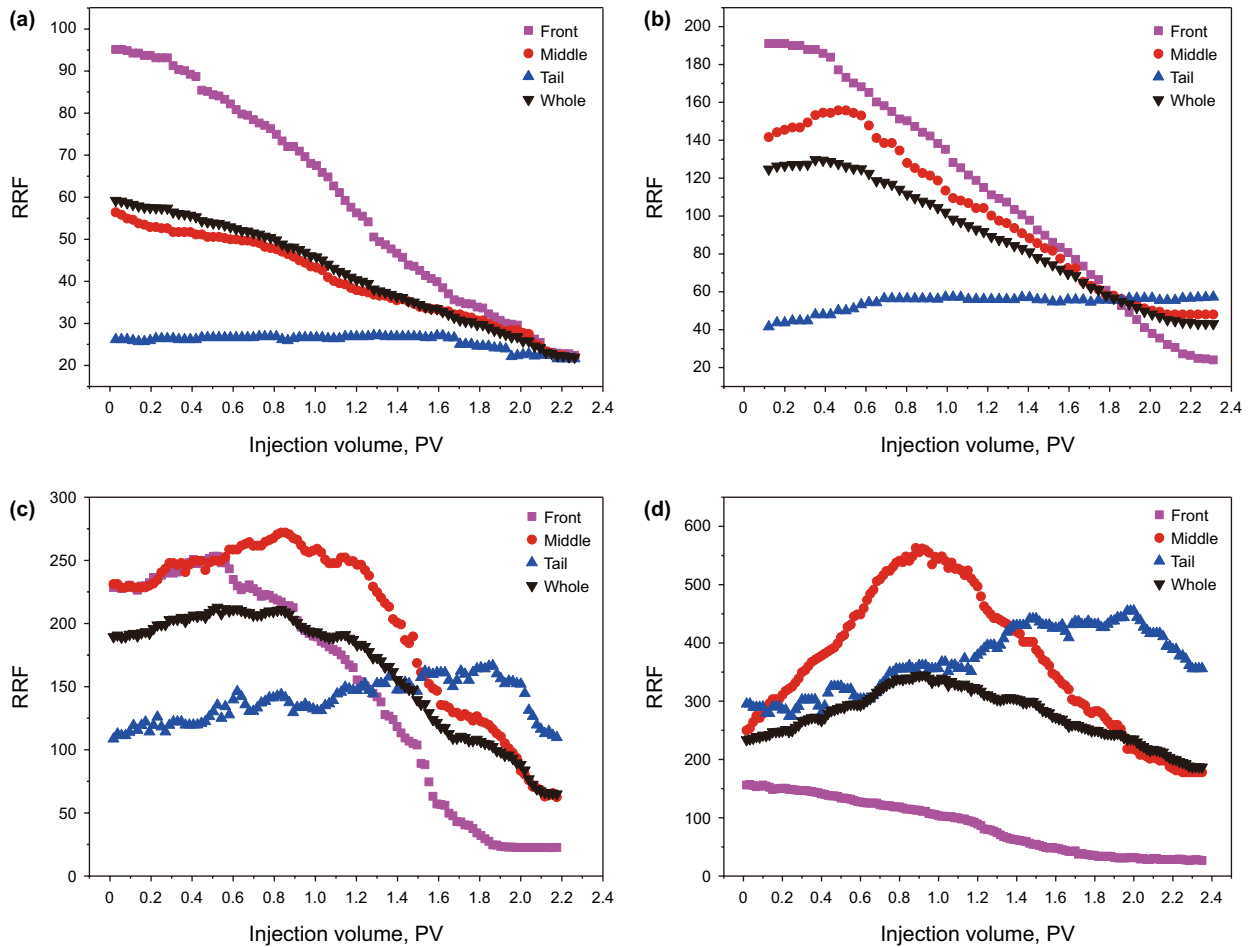 (a)
100
90
80
70
60
50
40
30
20
RRF
0 0.2 0.4 0.6 0.8 1.0 1.2 1.4 1.6 1.8 2.0 2.2 2.4
Injection volume, PV
Front
Middle
Tail
Whole
(b)
200
180
160
140
120
100
80
60
40
20
RRF
0 0.2 0.4 0.6 0.8 1.0 1.2 1.4 1.6 1.8 2.0 2.2 2.4
Injection volume, PV
Front
Middle
Tail
Whole
(c)
300
250
200
150
100
50
0
RRF
0 0.2 0.4 0.6 0.8 1.0 1.2 1.4 1.6 1.8 2.0 2.2 2.4
Injection volume, PV
Front
Middle
Tail
Whole
(d)
600
500
400
300
200
100
0
RRF
0 0.2 0.4 0.6 0.8 1.0 1.2 1.4 1.6 1.8 2.0 2.2 2.4
Injection volume, PV
Front
Middle
Tail
Whole